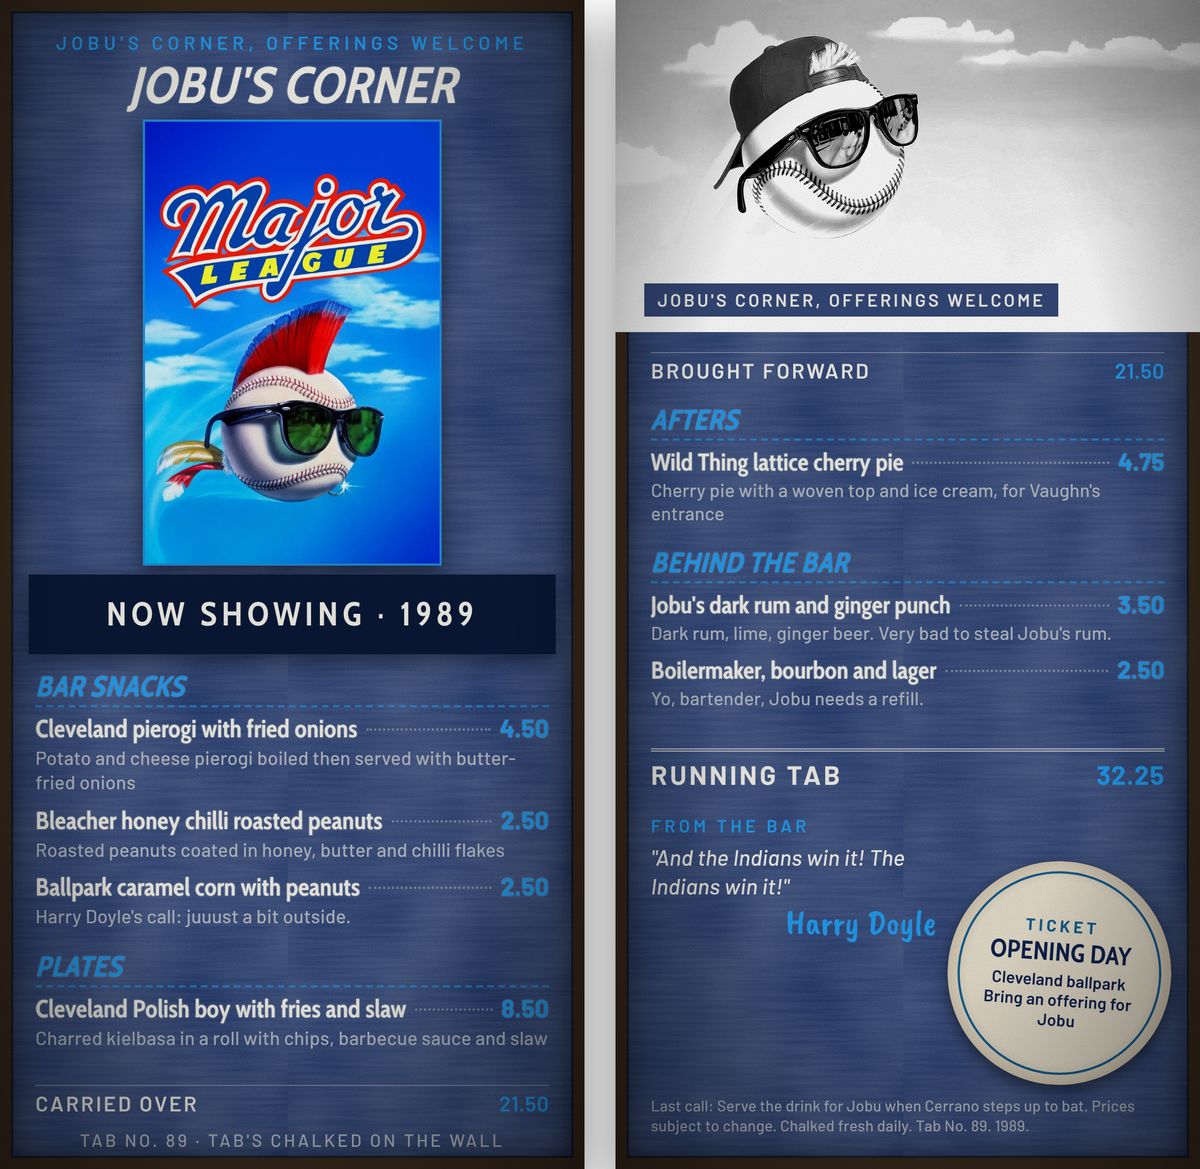 JOBU'S CORNER, OFFERINGS WELCOME
JOBU'S CORNER
Major
LEAGUE
NOW SHOWING · 1989
BAR SNACKS
Cleveland pierogi with fried onions 4.50
Potato and cheese pierogi boiled then served with butter-
fried onions
Bleacher honey chilli roasted peanuts 2.50
Roasted peanuts coated in honey, butter and chilli flakes
Ballpark caramel corn with peanuts 2.50
Harry Doyle's call: juuust a bit outside.
PLATES
Cleveland Polish boy with fries and slaw 8.50
Charred kielbasa in a roll with chips, barbecue sauce and slaw
CARRIED OVER 21.50
TAB NO. 89 · TAB'S CHALKED ON THE WALL
JOBU'S CORNER, OFFERINGS WELCOME
BROUGHT FORWARD 21.50
AFTERS
Wild Thing lattice cherry pie 4.75
Cherry pie with a woven top and ice cream, for Vaughn's
entrance
BEHIND THE BAR
Jobu's dark rum and ginger punch 3.50
Dark rum, lime, ginger beer. Very bad to steal Jobu's rum.
Boilermaker, bourbon and lager 2.50
Yo, bartender, Jobu needs a refill.
RUNNING TAB 32.25
FROM THE BAR
"And the Indians win it! The
Indians win it!"
Harry Doyle
TICKET
OPENING DAY
Cleveland ballpark
Bring an offering for
Jobu
Last call: Serve the drink for Jobu when Cerrano steps up to bat. Prices
subject to change. Chalked fresh daily. Tab No. 89. 1989.